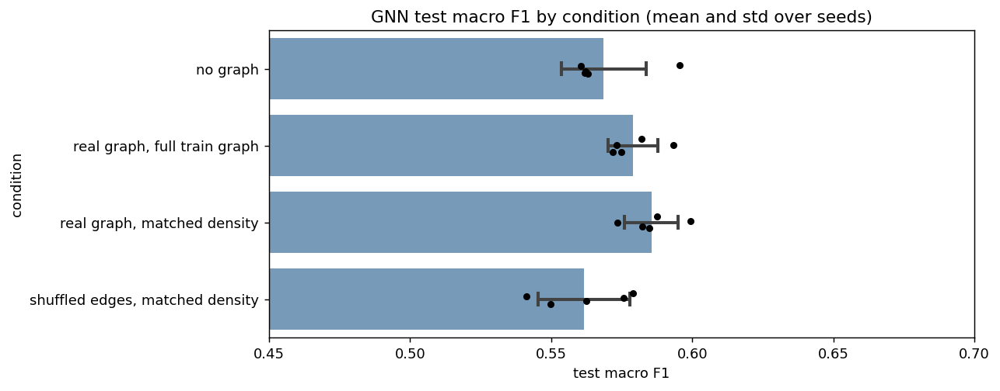 GNN test macro F1 by condition (mean and std over seeds)
condition
no graph
real graph, full train graph
real graph, matched density
shuffled edges, matched density
0.45 0.50 0.55 0.60 0.65 0.70
test macro F1